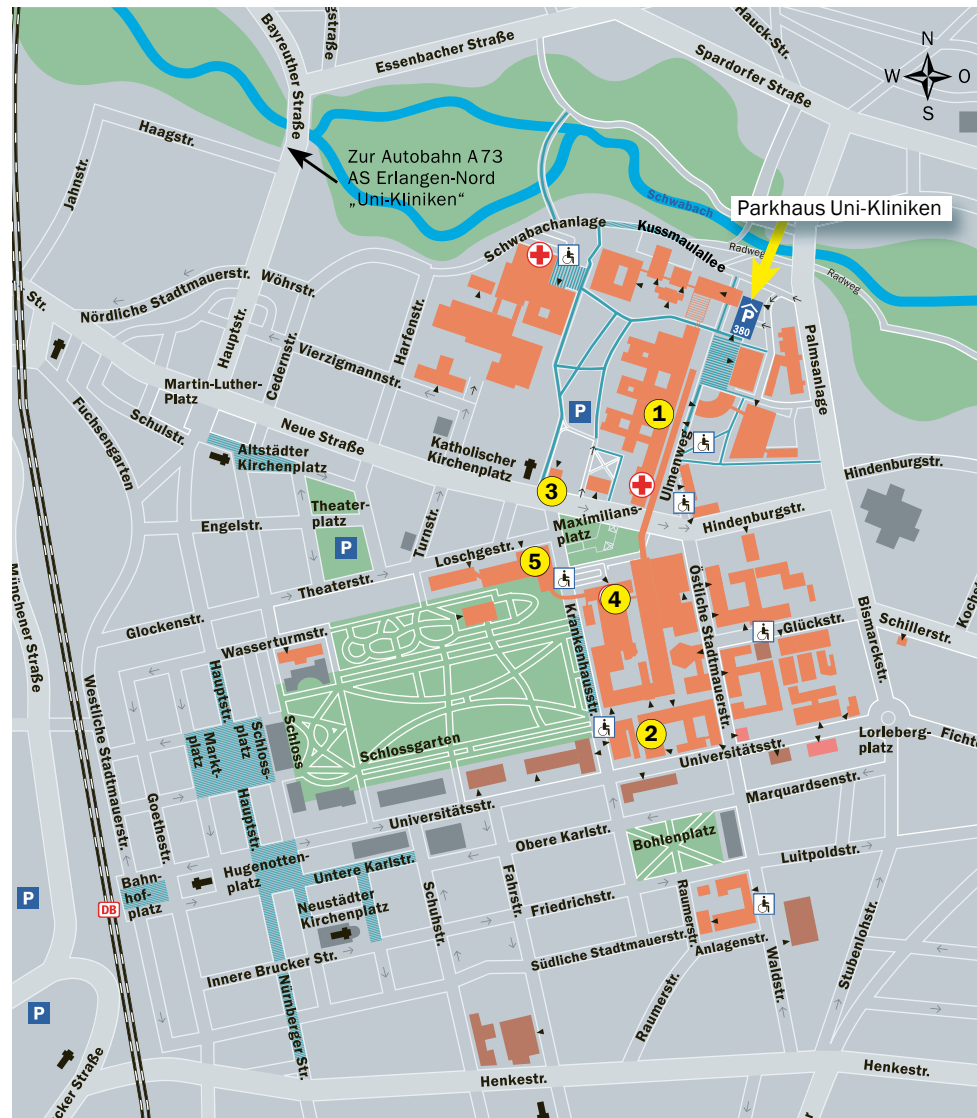 Bayreuther Straße
Essenbacher Straße
Hauck-Str.
Spardorfer Straße
N
W
O
S
Haagstr.
Jahnstr.
Zur Autobahn A 73
AS Erlangen-Nord
„Uni-Kliniken"
Schwabach
Parkhaus Uni-Kliniken
Schwabachanlage
Kussmaulallee
Radweg
Radweg
Nördliche Stadtmauerstr.
Wöhrstr.
Str.
Hauptstr.
Cedernstr.
Harfenstr.
Vierzigmannstr.
P
380
Palmsanlage
Martin-Luther-
Platz
Fuchsengarten
Schulstr.
Neue Straße
Altstädter
Kirchenplatz
Katholischer
Kirchenplatz
P
1
Ulmenweg
3
Hindenburgstr.
Engelstr.
Theater-
platz
P
Turnstr.
Maximilians-
platz
Hindenburgstr.
Loschgestr.
5
Theaterstr.
4
Glockenstr.
Wasserturmstr.
Krankenhausstr.
Östliche Stadtmauerstr.
Glückstr.
Bismarckstr.
Schillerstr.
Münchener Straße
Westliche Stadtmauerstr.
Hauptstr.
Schloss-
platz
Markt-
platz
Schloss
Schlossgarten
2
Universitätsstr.
Lorleberg-
platz
Goethestr.
Hauptstr.
Universitätsstr.
Marquardsenstr.
Obere Karlstr.
Bohlenplatz
Hugenotten-
platz
Untere Karlstr.
Luitpoldstr.
Bahn-
hof-
platz
DB
P
Neustädter
Kirchenplatz
Schuhstr.
Fahrstr.
Friedrichstr.
Raumerstr.
Südliche Stadtmauerstr.
Anlagenstr.
Waldstr.
Stubenlohstr.
Innere Brucker Str.
Nürnberger Str.
Raumerstr.
P
Henkestr.
Henkestr.